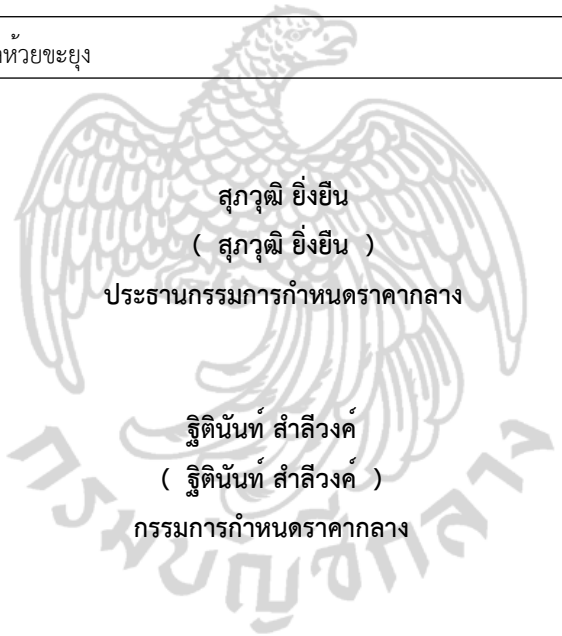 ห้วยขะยุง
สุภวุฒิ ยิ่งยืน
( สุภวุฒิ ยิ่งยืน )
ประธานกรรมการกำหนดราคากลาง
ฐิตินันท์ สำลีวงค์
( ฐิตินันท์ สำลีวงค์ )
กรรมการกำหนดราคากลาง
กรมบัญชีกลาง